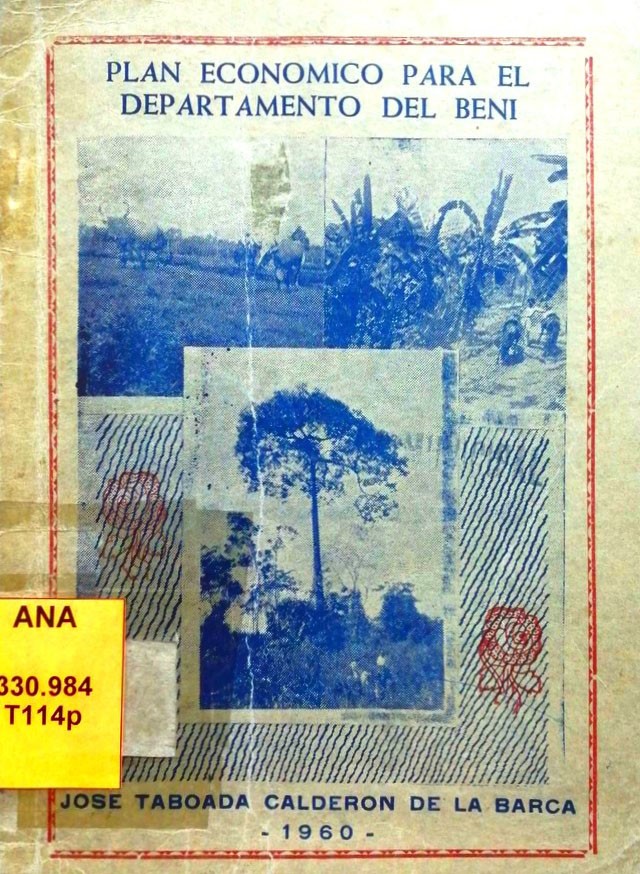 PLAN ECONOMICO PARA EL
DEPARTAMENTO DEL BENI
ANA
330.984
T114p
JOSE TABOADA CALDERON DE LA BARCA
- 1960 -